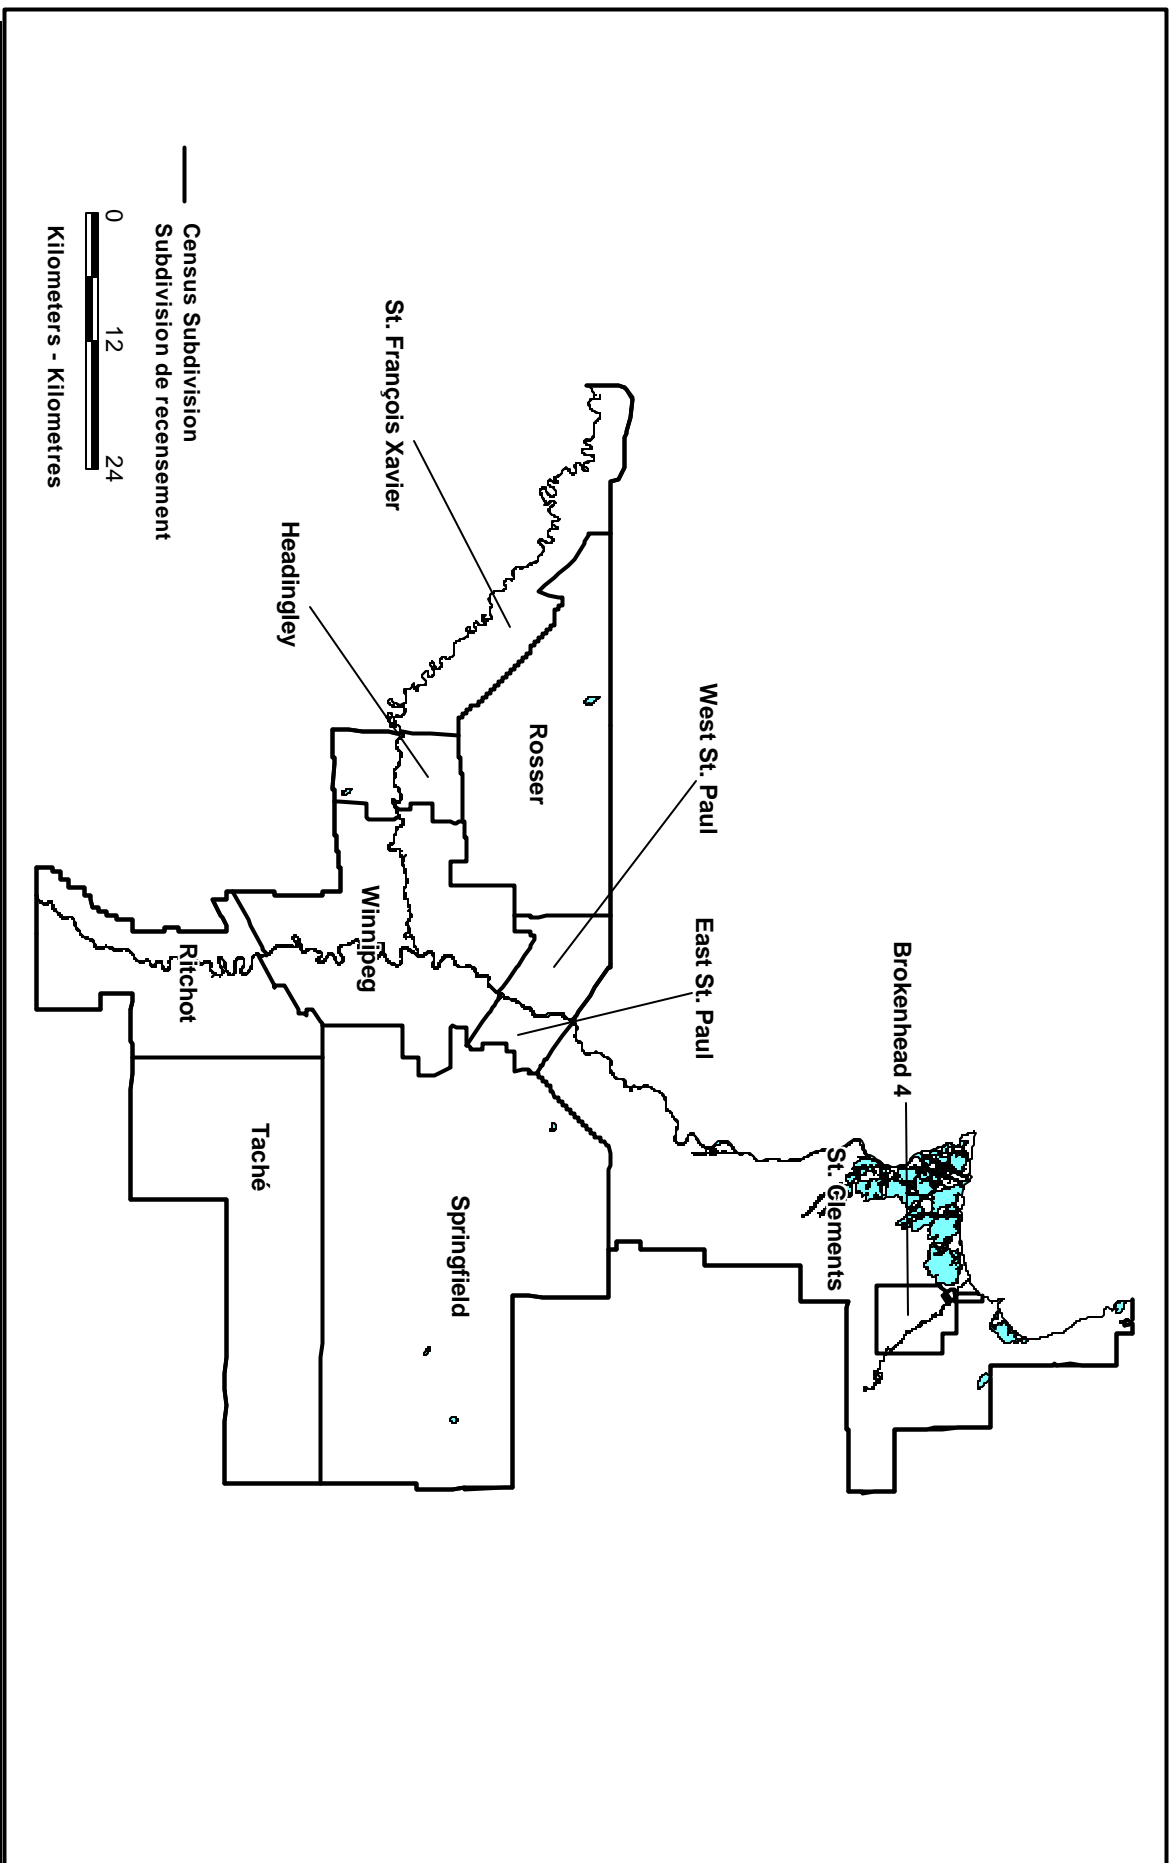 Brokenhead 4
St. Clements
West St. Paul
East St. Paul
Rosser
St. François Xavier
Springfield
Winnipeg
Headingley
Taché
Ritchot
Census Subdivision
Subdivision de recensement
0 12 24
Kilometers - Kilometres